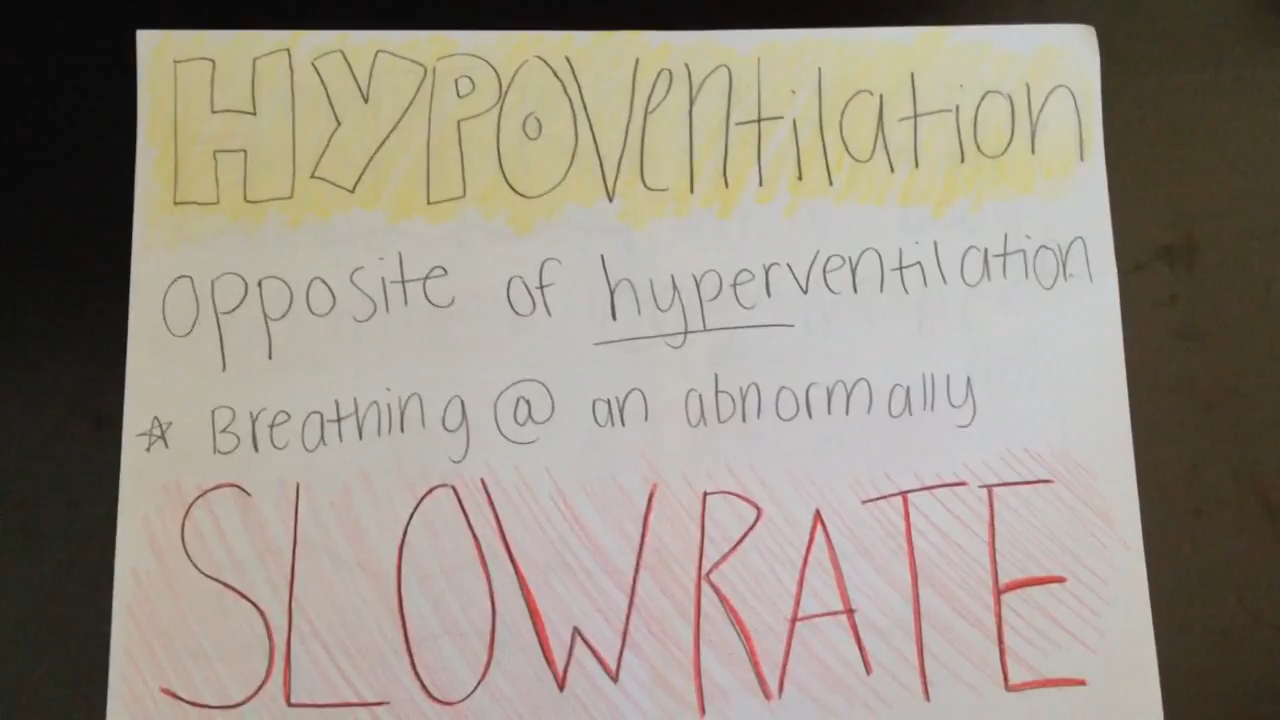 HYPOVentilation
opposite of hyperventilation
☆ Breathing @ an abnormally
SLOW RATE